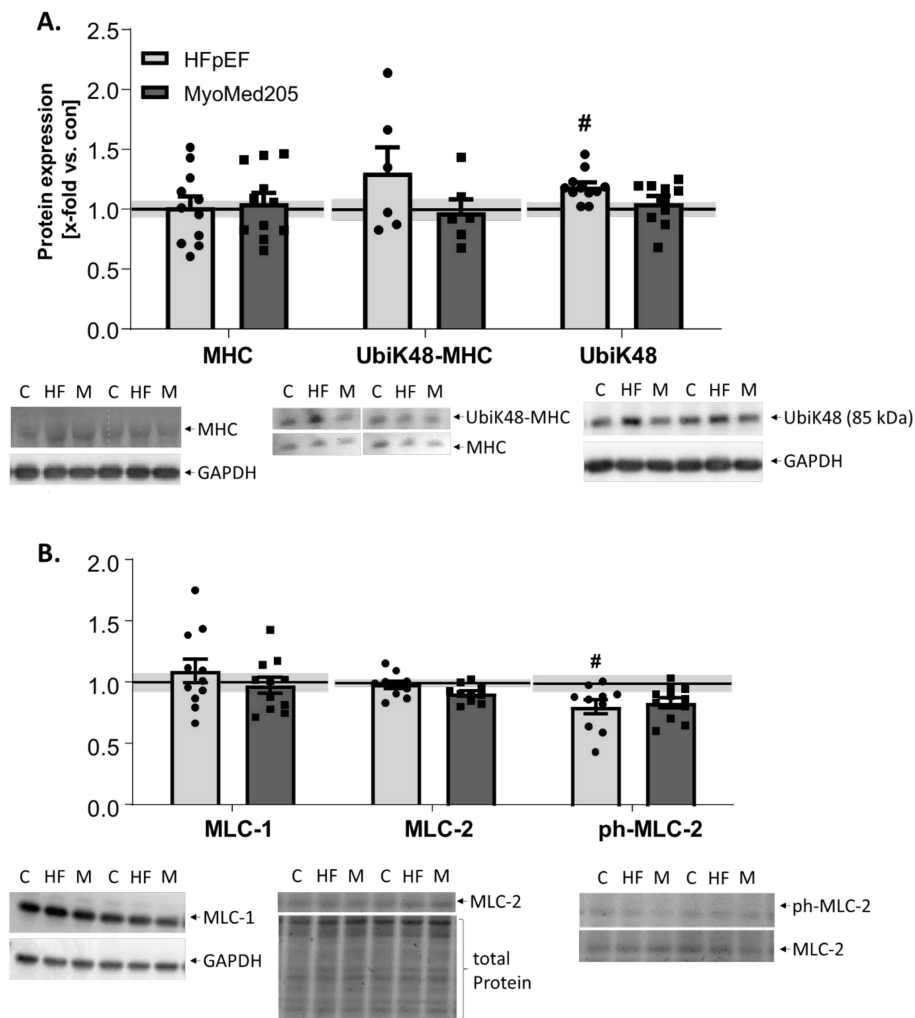 A.
Protein expression
[x-fold vs. con]
2.5
2.0
1.5
1.0
0.5
0.0
HFpEF
MyoMed205
#
MHC UbiK48-MHC UbiK48
C HF M C HF M
MHC
GAPDH
C HF M C HF M
UbiK48-MHC
MHC
C HF M C HF M
UbiK48 (85 kDa)
GAPDH
B.
2.0
1.5
1.0
0.5
0.0
#
MLC-1 MLC-2 ph-MLC-2
C HF M C HF M
MLC-1
GAPDH
C HF M C HF M
MLC-2
total
Protein
C HF M C HF M
ph-MLC-2
MLC-2